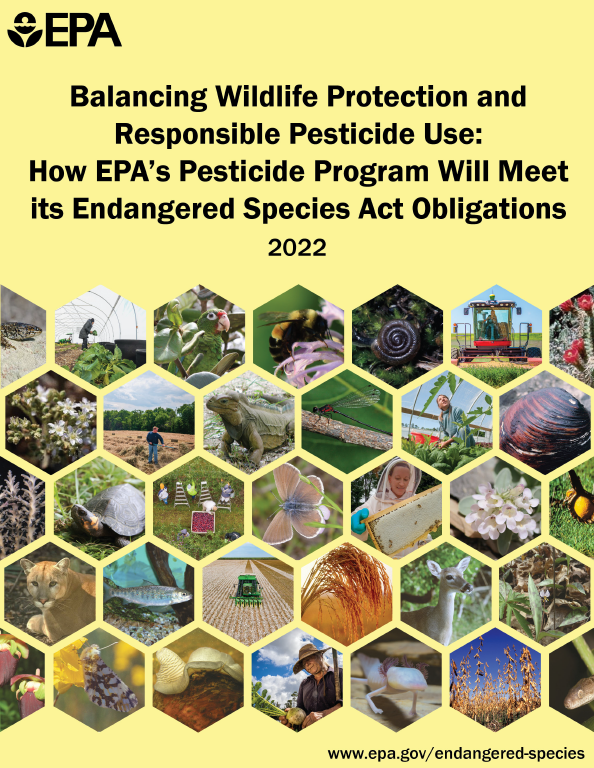 EPA
Balancing Wildlife Protection and
Responsible Pesticide Use:
How EPA's Pesticide Program Will Meet
its Endangered Species Act Obligations
2022
www.epa.gov/endangered-species